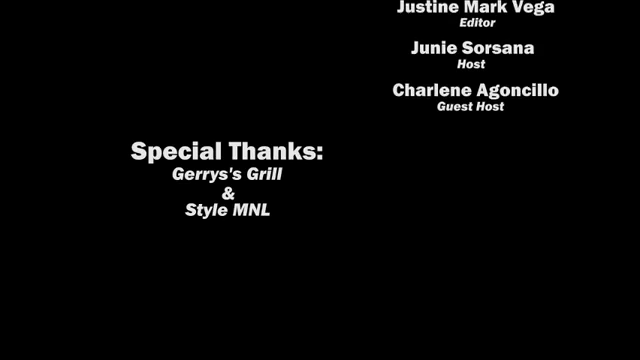 Justine Mark Vega
Editor
Junie Sorsana
Host
Charlene Agoncillo
Guest Host
Special Thanks:
Gerrys's Grill
&
Style MNL